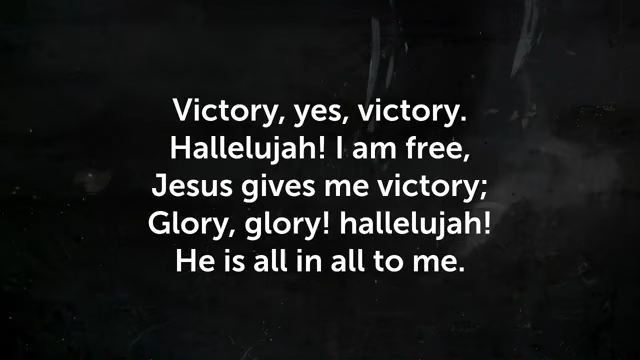 Victory, yes, victory.
Hallelujah! I am free,
Jesus gives me victory;
Glory, glory! hallelujah!
He is all in all to me.